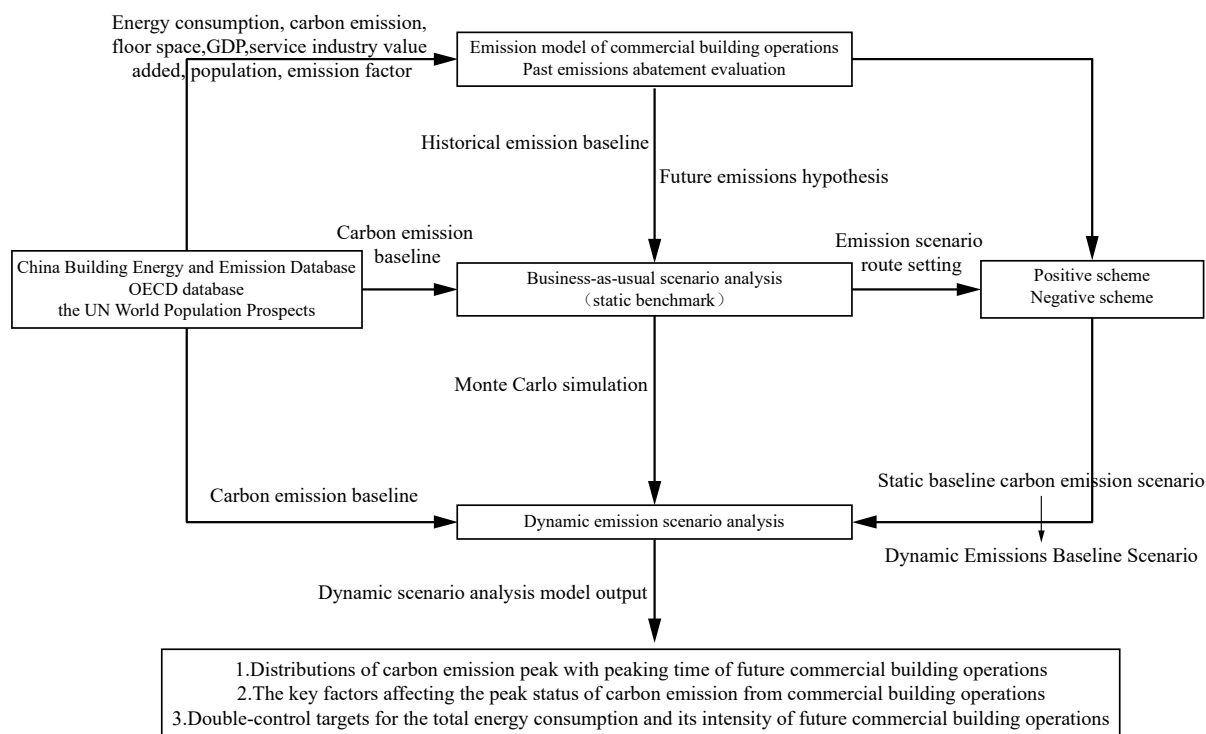 Energy consumption, carbon emission,
floor space,GDP,service industry value
added, population, emission factor
Emission model of commercial building operations
Past emissions abatement evaluation
Historical emission baseline
Future emissions hypothesis
Carbon emission
baseline
Emission scenario
route setting
China Building Energy and Emission Database
OECD database
the UN World Population Prospects
Business-as-usual scenario analysis
（static benchmark）
Positive scheme
Negative scheme
Monte Carlo simulation
Carbon emission baseline
Static baseline carbon emission scenario
Dynamic emission scenario analysis
Dynamic Emissions Baseline Scenario
Dynamic scenario analysis model output
1.Distributions of carbon emission peak with peaking time of future commercial building operations
2.The key factors affecting the peak status of carbon emission from commercial building operations
3.Double-control targets for the total energy consumption and its intensity of future commercial building operations